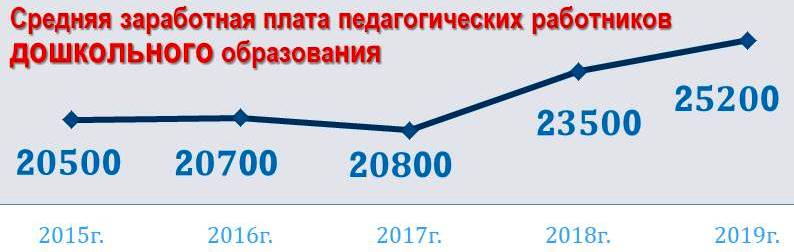 Средняя заработная плата педагогических работников
дошкольного образования
20500 20700 20800 23500 25200
2015г. 2016г. 2017г. 2018г. 2019г.